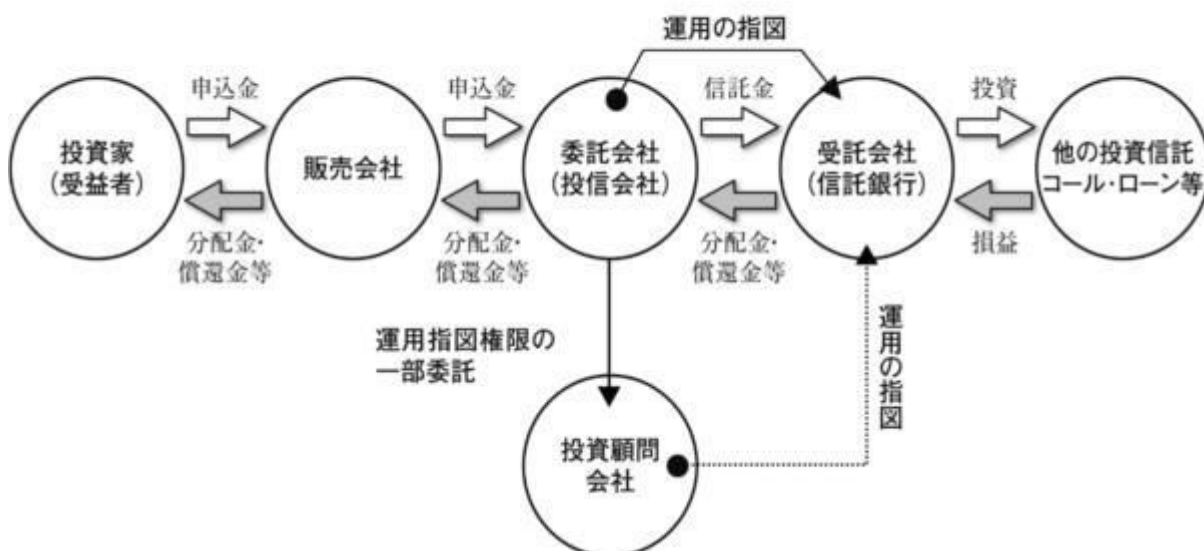 運用の指図
申込金
申込金
信託金
投資
投資家
(受益者)
販売会社
委託会社
(投信会社)
受託会社
(信託銀行)
他の投資信託
コール・ローン等
分配金・
償還金等
分配金・
償還金等
分配金・
償還金等
損益
運用指図権限の
一部委託
運用の指図
投資顧問
会社